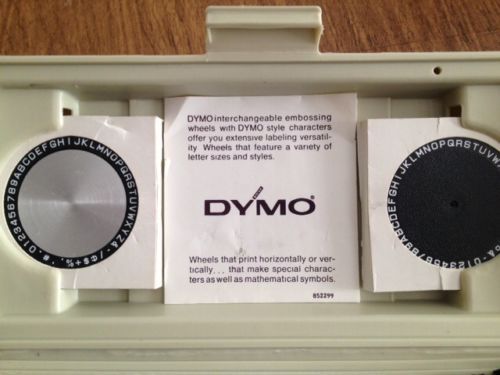 DYMO interchangeable embossing
wheels with DYMO style characters
offer you extensive labeling versatil-
ity. Wheels that feature a variety of
letter sizes and styles.
DYMO®
Wheels that print horizontally or ver-
tically... that make special charac-
ters as well as mathematical symbols.
852299
0123456789ABCDEFGHIJKLMNOPQRSTUVWXYZ&
0123456789ABCDEFGHIJKLMNOPQRSTUVW